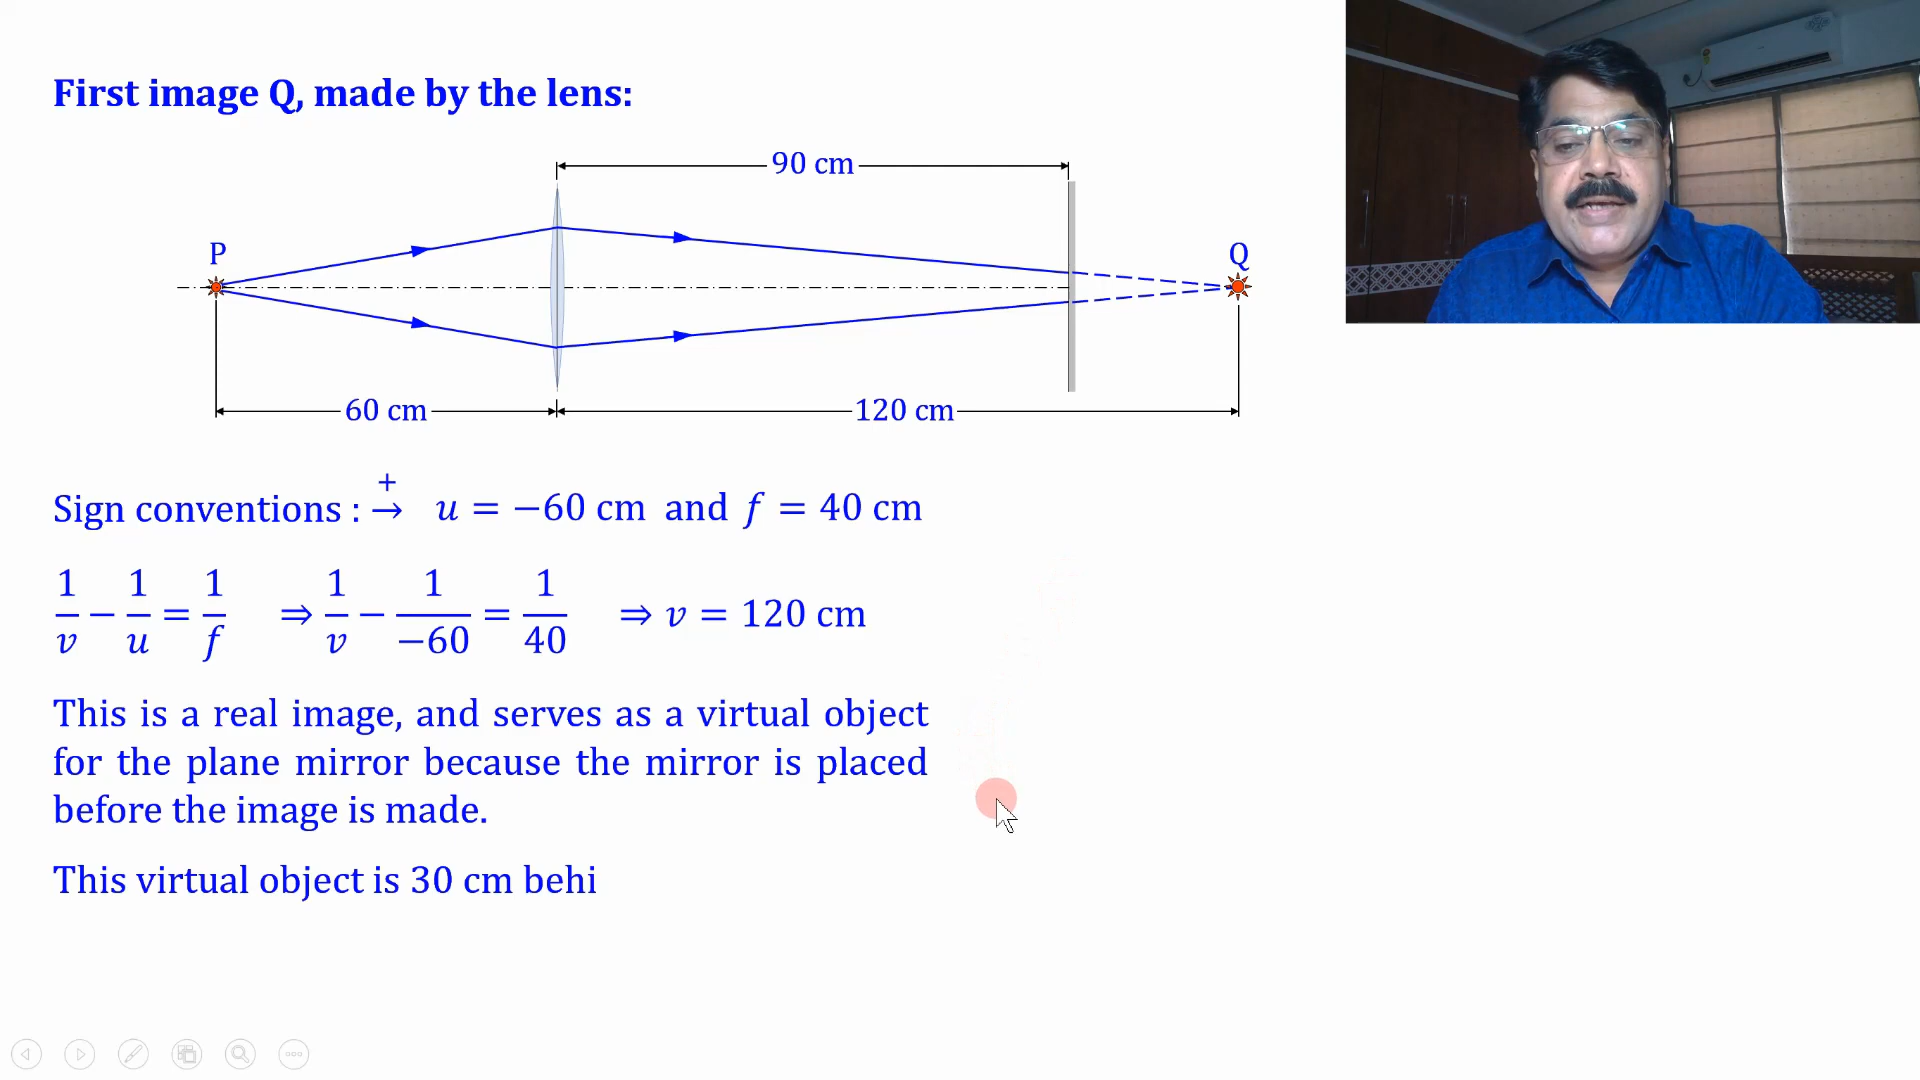 First image Q, made by the lens:
90 cm
P
Q
60 cm
120 cm
Sign conventions : +→ u = −60 cm and f = 40 cm
1/v − 1/u = 1/f ⇒ 1/v − 1/−60 = 1/40 ⇒ v = 120 cm
This is a real image, and serves as a virtual object
for the plane mirror because the mirror is placed
before the image is made.
This virtual object is 30 cm behi